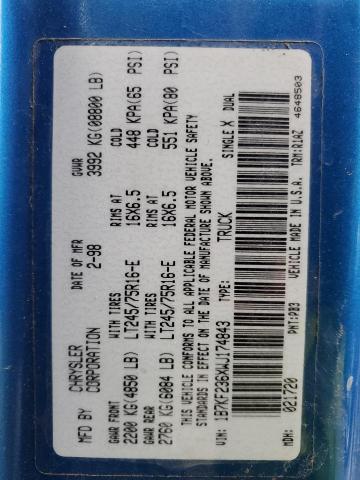 MFD BY CHRYSLER CORPORATION DATE OF MFR 2-98 GVWR 3992 KG(08800 LB)
GAWR FRONT WITH TIRES RIMS AT COLD
2200 KG(4850 LB) LT245/75R16-E 16X6.5 448 KPA(65 PSI)
GAWR REAR WITH TIRES RIMS AT COLD
2760 KG(6084 LB) LT245/75R16-E 16X6.5 551 KPA(80 PSI)
THIS VEHICLE CONFORMS TO ALL APPLICABLE FEDERAL MOTOR VEHICLE SAFETY
STANDARDS IN EFFECT ON THE DATE OF MANUFACTURE SHOWN ABOVE.
VIN: 1B7KF236XWJ174843 TYPE: TRUCK SINGLE X DUAL
MDH: 021720 PNT:PB3 VEHICLE MADE IN U.S.A. TRM:R1AZ
4648503